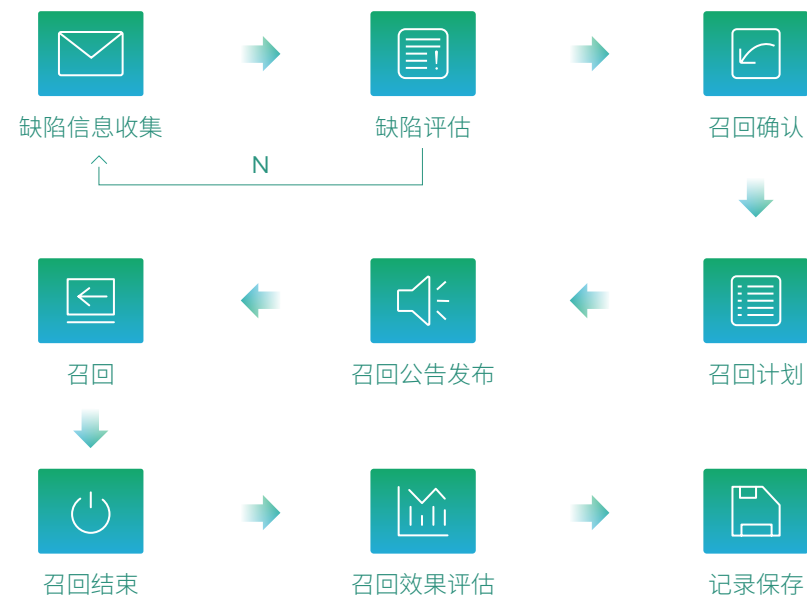 缺陷信息收集
缺陷评估
召回确认
N
召回
召回公告发布
召回计划
召回结束
召回效果评估
记录保存